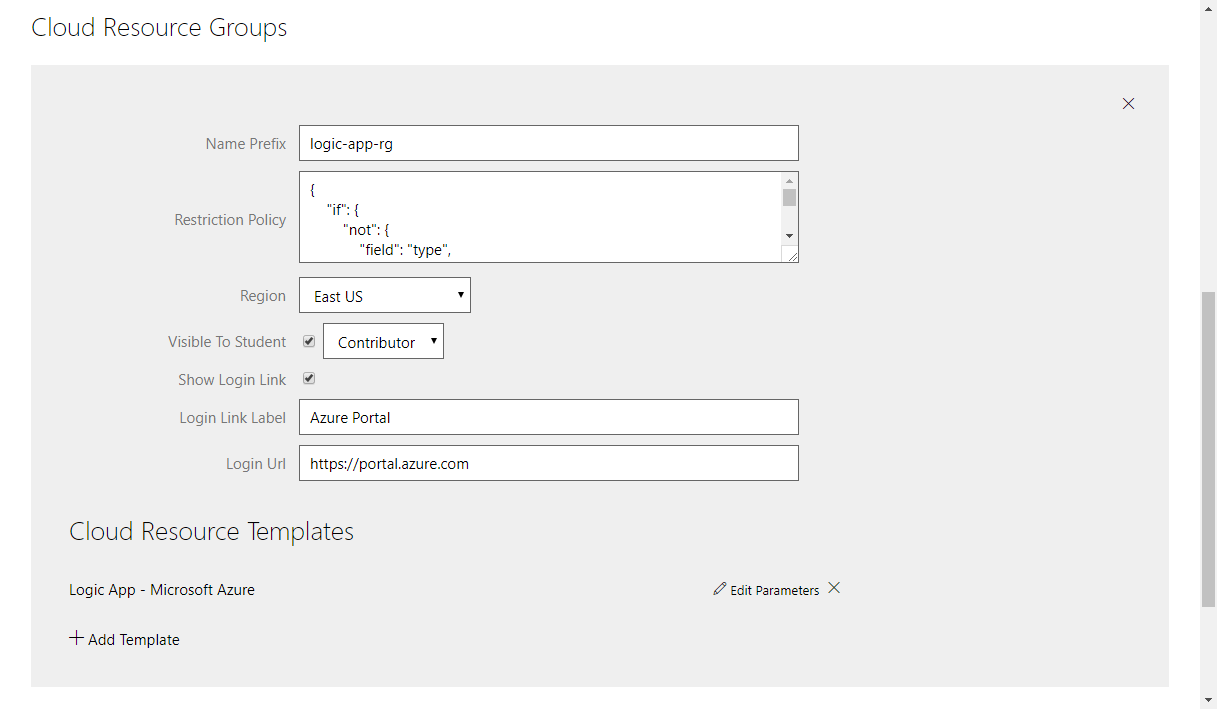 Cloud Resource Groups
Name Prefix logic-app-rg
Restriction Policy
{
"if": {
"not": {
"field": "type",
Region East US
Visible To Student Contributor
Show Login Link
Login Link Label Azure Portal
Login Url https://portal.azure.com
Cloud Resource Templates
Logic App - Microsoft Azure Edit Parameters
Add Template